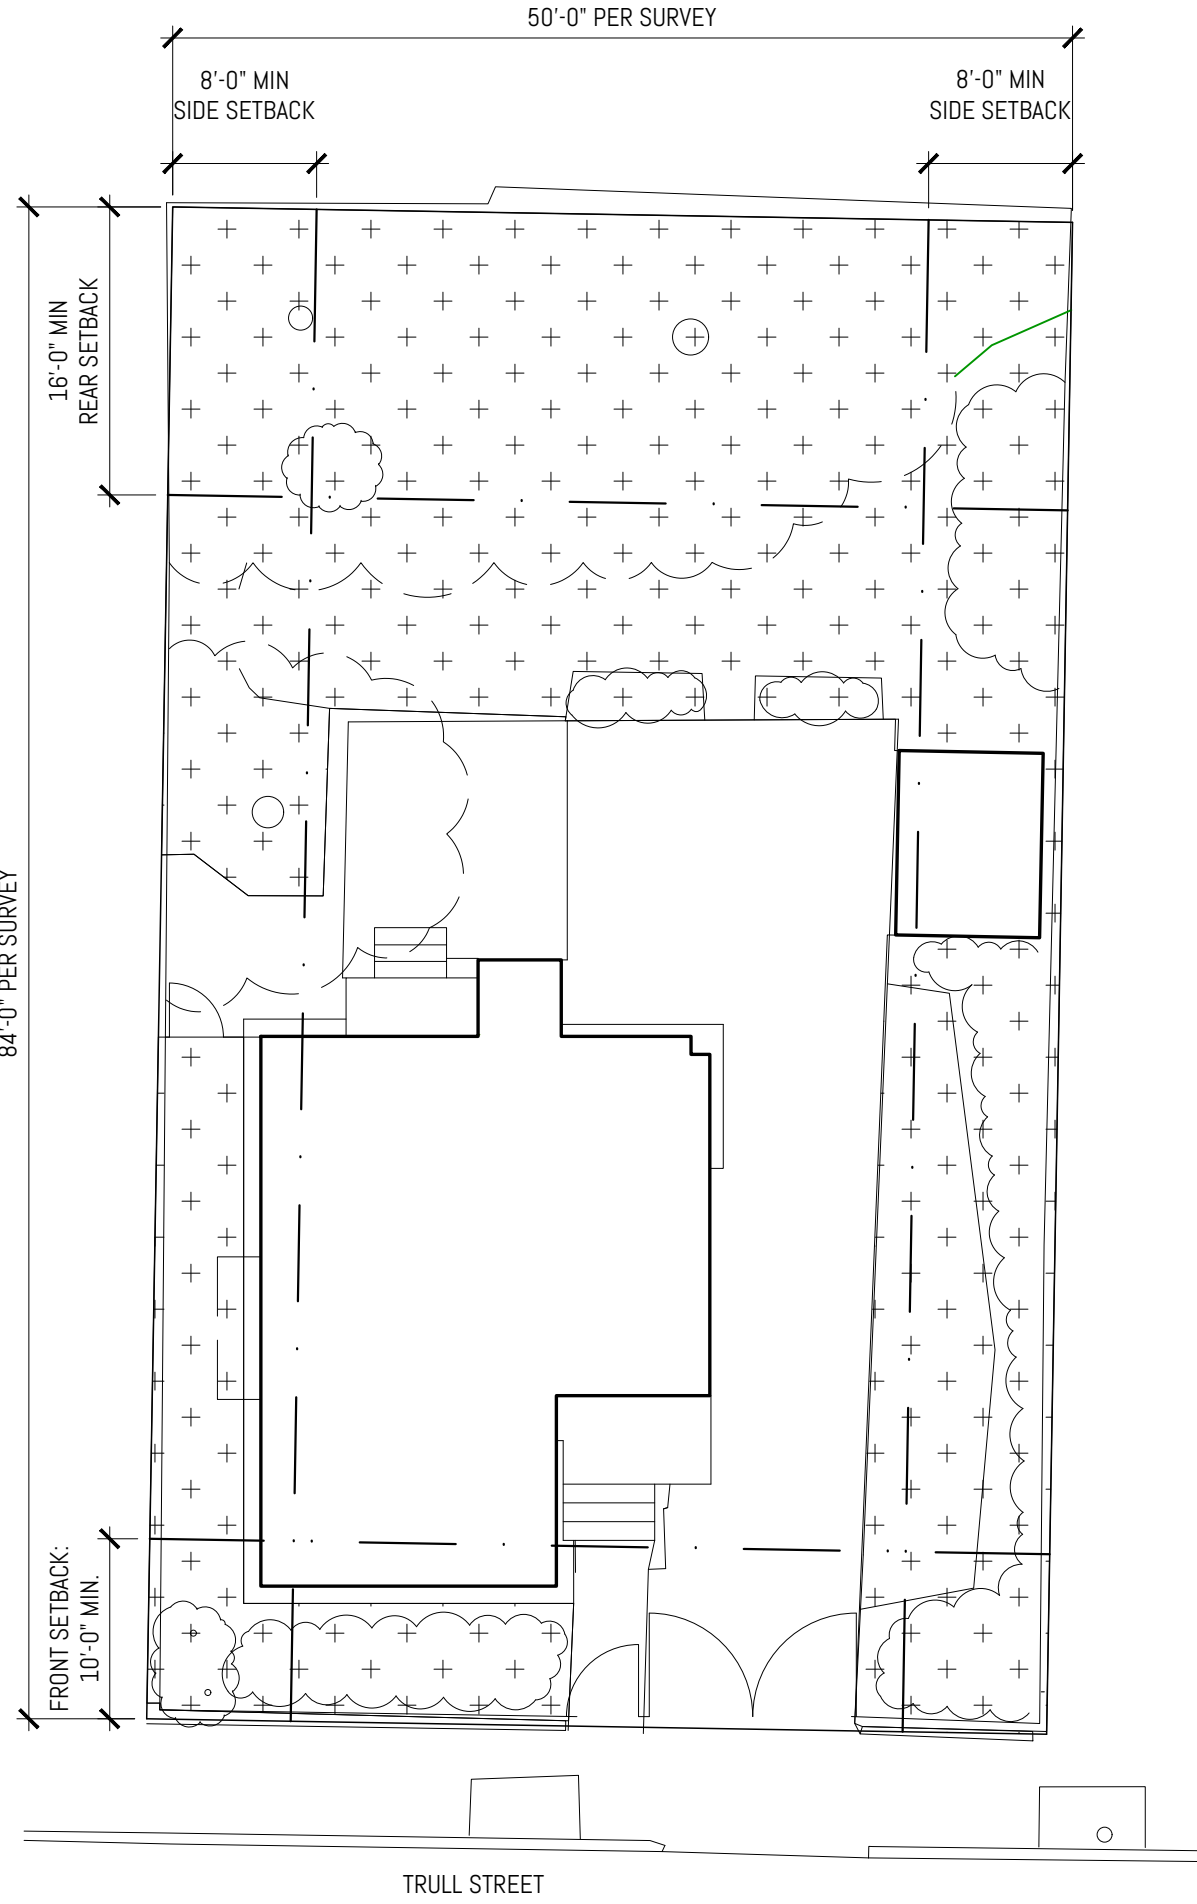 50'-0" PER SURVEY
8'-0" MIN
SIDE SETBACK
8'-0" MIN
SIDE SETBACK
16'-0" MIN
REAR SETBACK
84'-0" PER SURVEY
FRONT SETBACK:
10'-0" MIN.
TRULL STREET